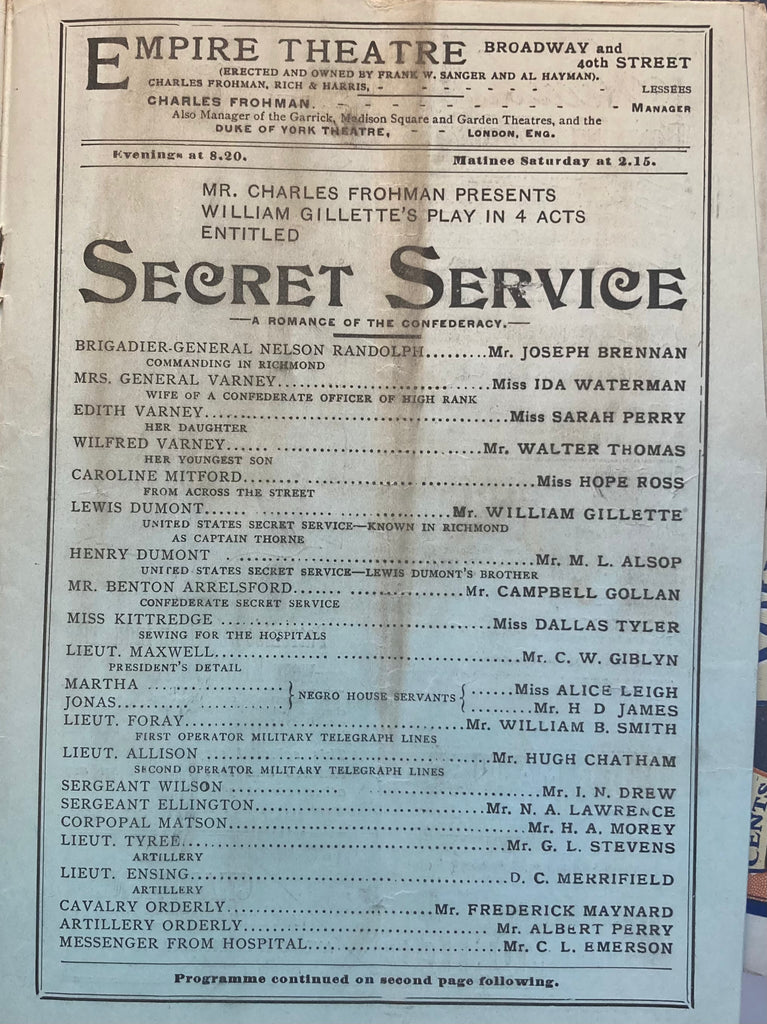 EMPIRE THEATRE BROADWAY and
40th STREET
(ERECTED AND OWNED BY FRANK W. SANGER AND AL HAYMAN).
CHARLES FROHMAN, RICH & HARRIS, - - - - - - - LESSEES
CHARLES FROHMAN. - - - - - - - - - MANAGER
Also Manager of the Garrick, Madison Square and Garden Theatres, and the
DUKE OF YORK THEATRE, - - LONDON, ENG.
Evenings at 8.20. Matinee Saturday at 2.15.
MR. CHARLES FROHMAN PRESENTS
WILLIAM GILLETTE'S PLAY IN 4 ACTS
ENTITLED
SECRET SERVICE
—A ROMANCE OF THE CONFEDERACY.—
BRIGADIER-GENERAL NELSON RANDOLPH.........Mr. JOSEPH BRENNAN
COMMANDING IN RICHMOND
MRS. GENERAL VARNEY..............................Miss IDA WATERMAN
WIFE OF A CONFEDERATE OFFICER OF HIGH RANK
EDITH VARNEY..........................................Miss SARAH PERRY
HER DAUGHTER
WILFRED VARNEY.....................................Mr. WALTER THOMAS
HER YOUNGEST SON
CAROLINE MITFORD........................................Miss HOPE ROSS
FROM ACROSS THE STREET
LEWIS DUMONT...... .......... ..............Mr. WILLIAM GILLETTE
UNITED STATES SECRET SERVICE—KNOWN IN RICHMOND
AS CAPTAIN THORNE
HENRY DUMONT ..........................................Mr. M. L. ALSOP
UNITED STATES SECRET SERVICE—LEWIS DUMONT'S BROTHER
MR. BENTON ARRELSFORD....... ..................Mr. CAMPBELL GOLLAN
CONFEDERATE SECRET SERVICE
MISS KITTREDGE .....................................Miss DALLAS TYLER
SEWING FOR THE HOSPITALS
LIEUT. MAXWELL..........................................Mr. C. W. GIBLYN
PRESIDENT'S DETAIL
MARTHA .................. } NEGRO HOUSE SERVANTS { ......Miss ALICE LEIGH
JONAS...................... } { .........Mr. H D JAMES
LIEUT. FORAY......................................Mr. WILLIAM B. SMITH
FIRST OPERATOR MILITARY TELEGRAPH LINES
LIEUT. ALLISON ......................................Mr. HUGH CHATHAM
SECOND OPERATOR MILITARY TELEGRAPH LINES
SERGEANT WILSON .......................................Mr. I. N. DREW
SERGEANT ELLINGTON................................Mr. N. A. LAWRENCE
CORPOPAL MATSON......................................Mr. H. A. MOREY
LIEUT. TYREE...........................................Mr. G. L. STEVENS
ARTILLERY
LIEUT. ENSING...........................................D. C. MERRIFIELD
ARTILLERY
CAVALRY ORDERLY............................Mr. FREDERICK MAYNARD
ARTILLERY ORDERLY.................................. Mr. ALBERT PERRY
MESSENGER FROM HOSPITAL..........................Mr. C. L. EMERSON
Programme continued on second page following.
CENTS